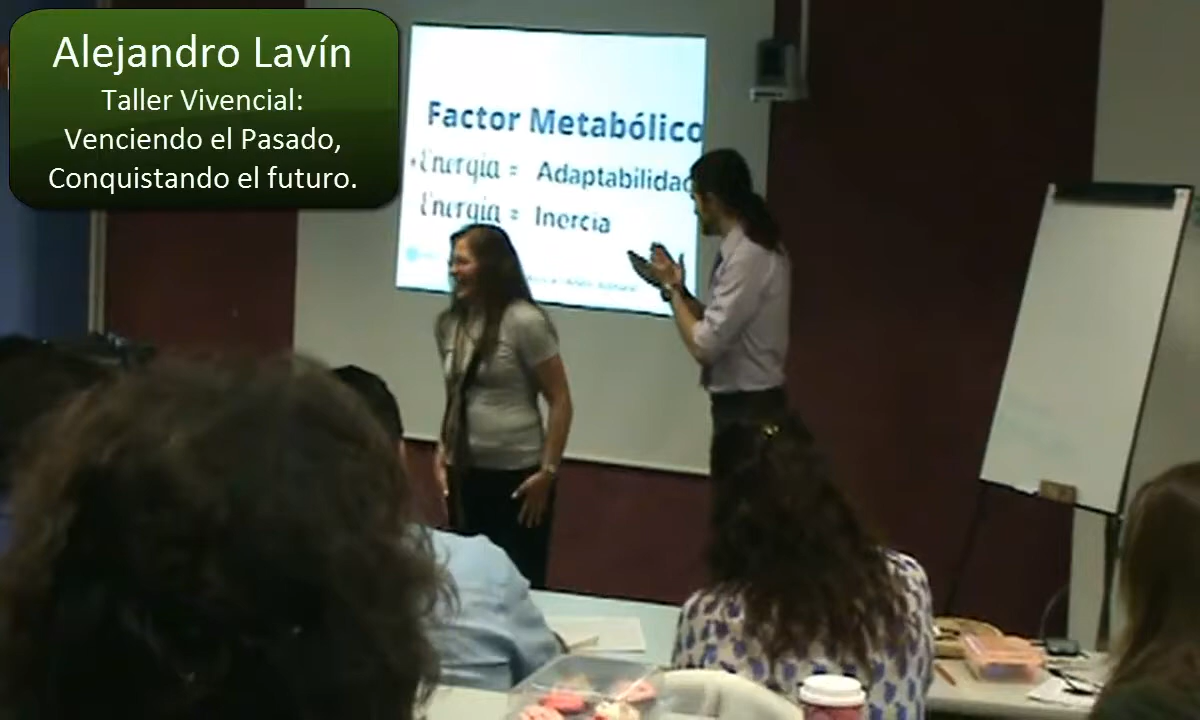 Alejandro Lavín
Taller Vivencial:
Venciendo el Pasado,
Conquistando el futuro.
Factor Metabólico
•Energía = Adaptabilidad
Energía = Inercia